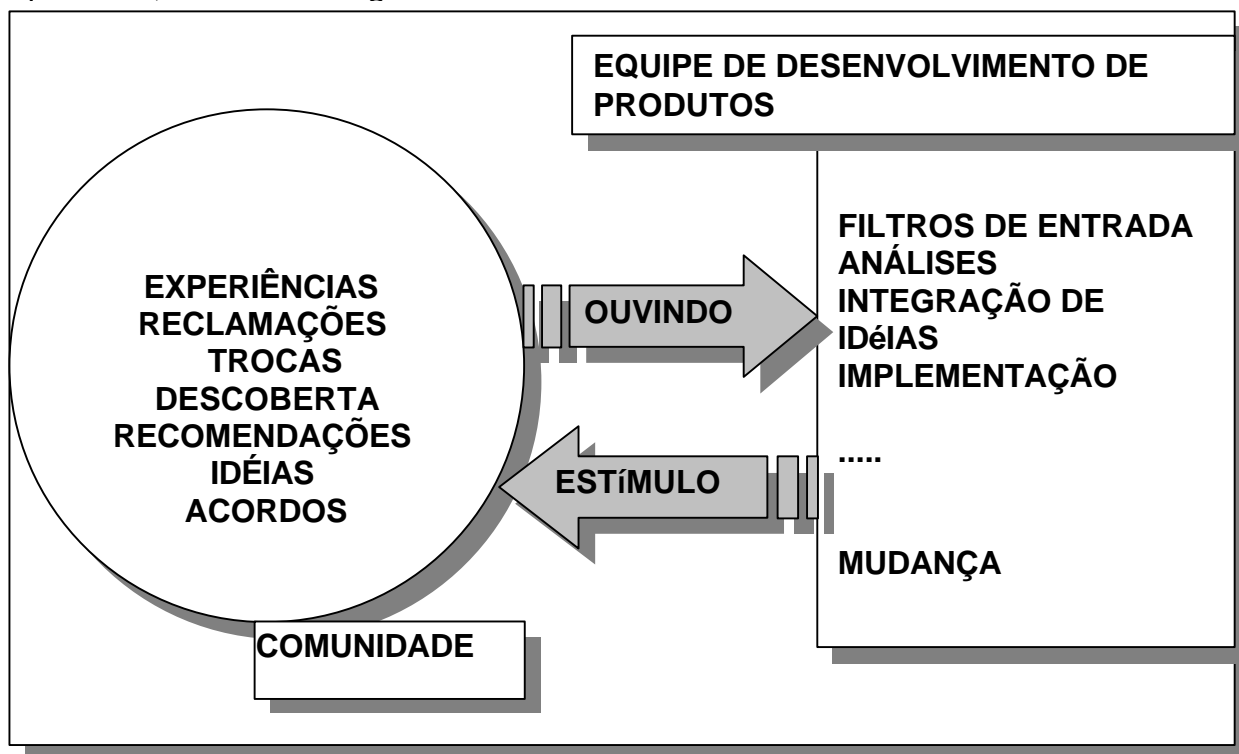 EQUIPE DE DESENVOLVIMENTO DE
PRODUTOS
EXPERIÊNCIAS
RECLAMAÇÕES
TROCAS
DESCOBERTA
RECOMENDAÇÕES
IDÉIAS
ACORDOS
OUVINDO
ESTíMULO
FILTROS DE ENTRADA
ANÁLISES
INTEGRAÇÃO DE
IDéIAS
IMPLEMENTAÇÃO
.....
MUDANÇA
COMUNIDADE